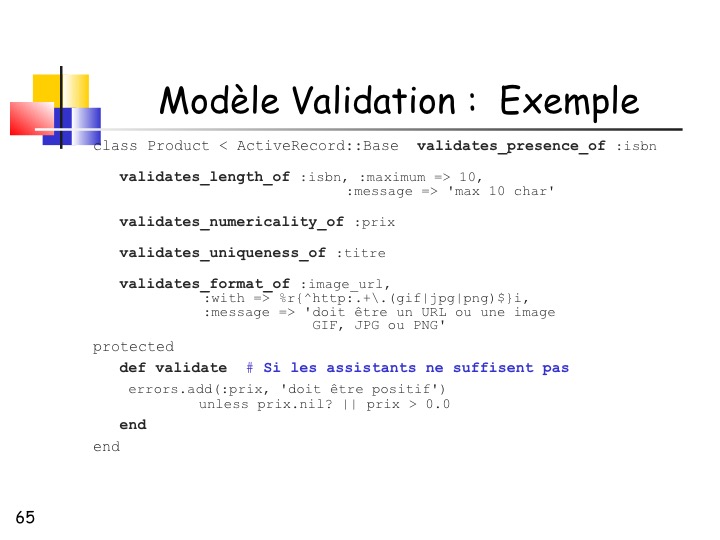 Modèle Validation :  Exemple
class Product < ActiveRecord::Base  validates_presence_of :isbn
validates_length_of :isbn, :maximum => 10,
:message => 'max 10 char'
validates_numericality_of :prix
validates_uniqueness_of :titre
validates_format_of :image_url,
:with => %r{^http:.+\.(gif|jpg|png)$}i,
:message => 'doit être un URL ou une image
GIF, JPG ou PNG'
protected
def validate  # Si les assistants ne suffisent pas
errors.add(:prix, 'doit être positif')
unless prix.nil? || prix > 0.0
end
end
65